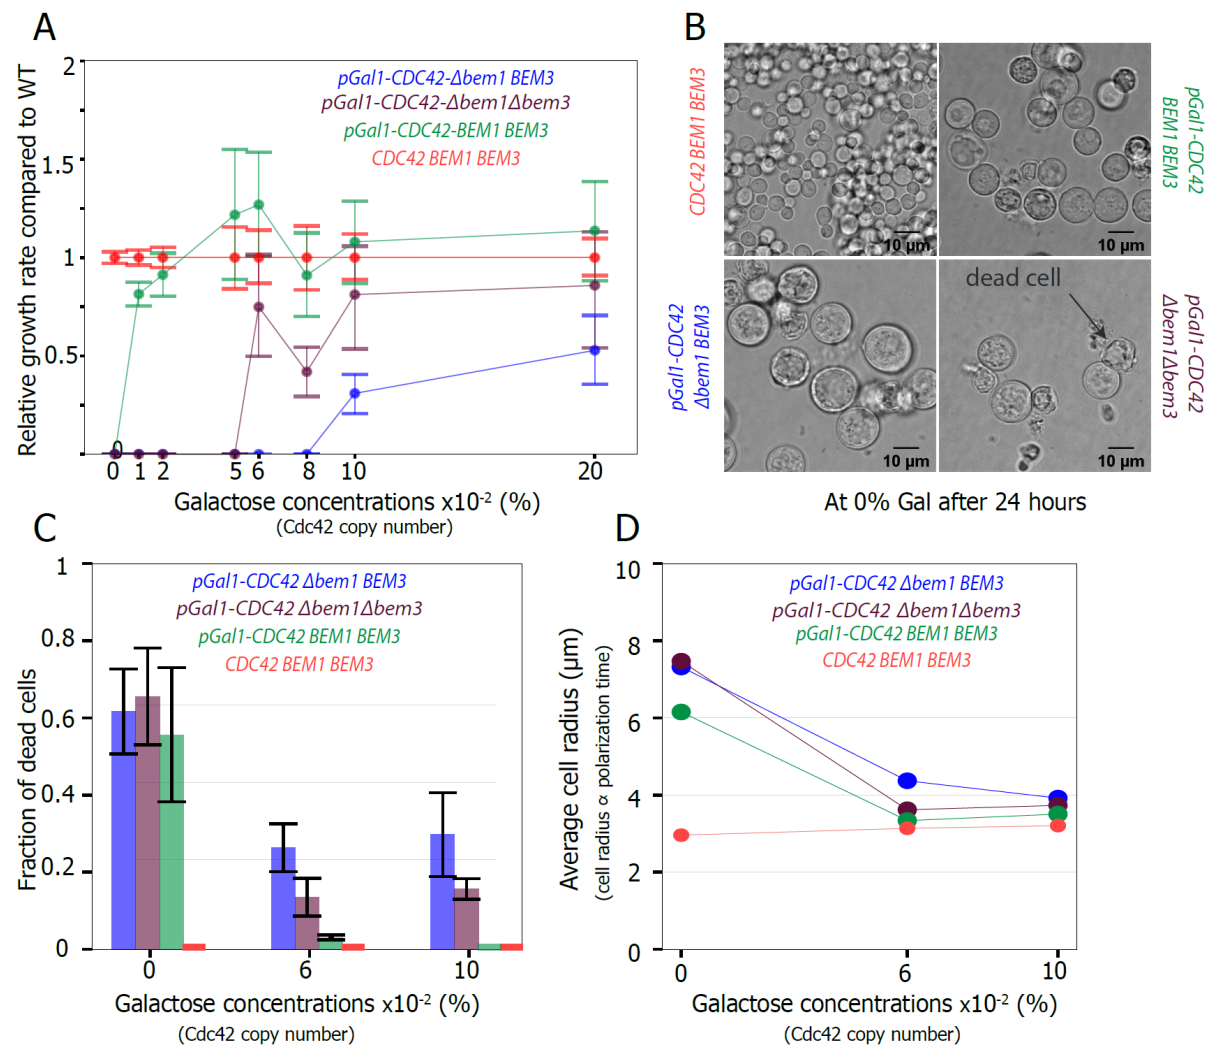 A
2
1.5
1
0.5
0
Relative growth rate compared to WT
pGal1-CDC42-Δbem1 BEM3
pGal1-CDC42-Δbem1Δbem3
pGal1-CDC42-BEM1 BEM3
CDC42 BEM1 BEM3
0 1 2 5 6 8 10 20
Galactose concentrations x10⁻² (%)
(Cdc42 copy number)
B
CDC42 BEM1 BEM3
pGal1-CDC42
BEM1 BEM3
pGal1-CDC42
Δbem1 BEM3
pGal1-CDC42
Δbem1Δbem3
10 µm
10 µm
dead cell
10 µm
10 µm
At 0% Gal after 24 hours
C
1
0.8
0.6
0.4
0.2
0
Fraction of dead cells
pGal1-CDC42 Δbem1 BEM3
pGal1-CDC42 Δbem1Δbem3
pGal1-CDC42 BEM1 BEM3
CDC42 BEM1 BEM3
0 6 10
Galactose concentrations x10⁻² (%)
(Cdc42 copy number)
D
10
8
6
4
2
0
Average cell radius (µm)
(cell radius ∝ polarization time)
pGal1-CDC42 Δbem1 BEM3
pGal1-CDC42 Δbem1Δbem3
pGal1-CDC42 BEM1 BEM3
CDC42 BEM1 BEM3
0 6 10
Galactose concentrations x10⁻² (%)
(Cdc42 copy number)